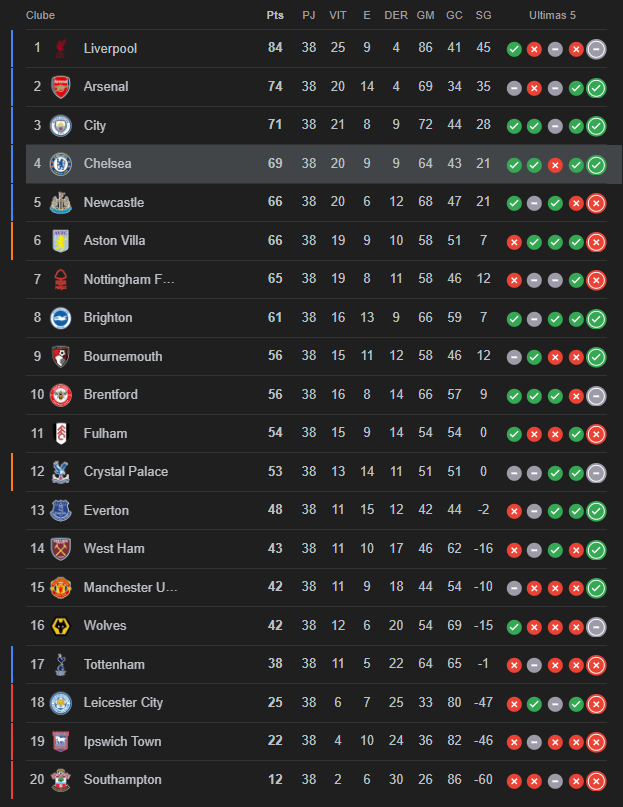 Clube Pts PJ VIT E DER GM GC SG Ultimas 5
1 Liverpool 84 38 25 9 4 86 41 45
2 Arsenal 74 38 20 14 4 69 34 35
3 City 71 38 21 8 9 72 44 28
4 Chelsea 69 38 20 9 9 64 43 21
5 Newcastle 66 38 20 6 12 68 47 21
6 Aston Villa 66 38 19 9 10 58 51 7
7 Nottingham F... 65 38 19 8 11 58 46 12
8 Brighton 61 38 16 13 9 66 59 7
9 Bournemouth 56 38 15 11 12 58 46 12
10 Brentford 56 38 16 8 14 66 57 9
11 Fulham 54 38 15 9 14 54 54 0
12 Crystal Palace 53 38 13 14 11 51 51 0
13 Everton 48 38 11 15 12 42 44 -2
14 West Ham 43 38 11 10 17 46 62 -16
15 Manchester U... 42 38 11 9 18 44 54 -10
16 Wolves 42 38 12 6 20 54 69 -15
17 Tottenham 38 38 11 5 22 64 65 -1
18 Leicester City 25 38 6 7 25 33 80 -47
19 Ipswich Town 22 38 4 10 24 36 82 -46
20 Southampton 12 38 2 6 30 26 86 -60